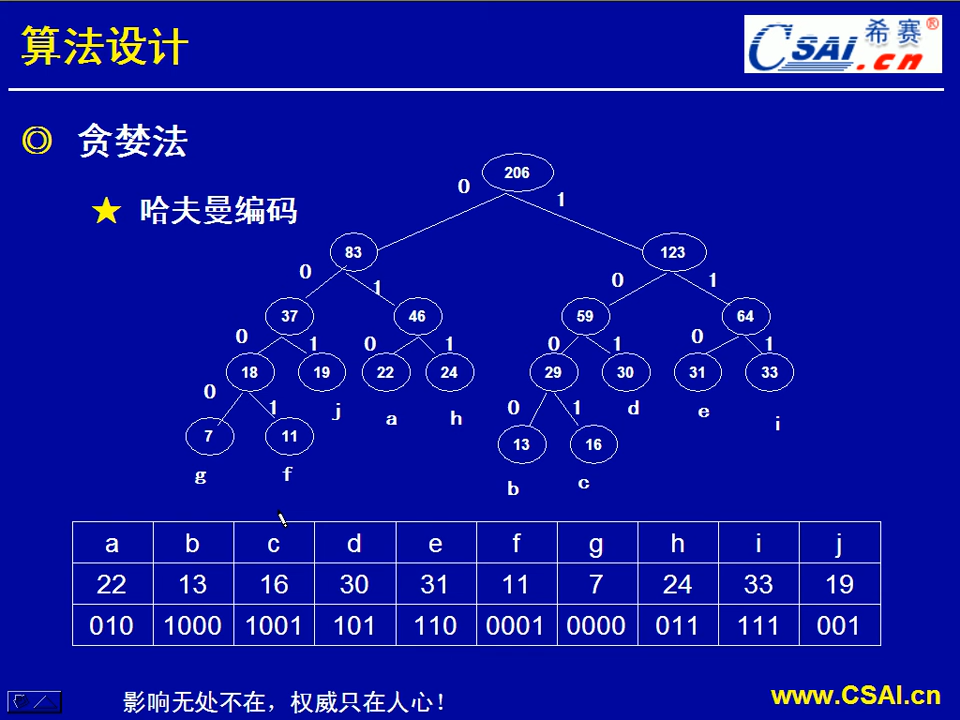 算法设计
CSAI.cn 希赛®
◎ 贪婪法
★ 哈夫曼编码
206
0 1
83 123
0 1 0 1
37 46 59 64
0 1 0 1 0 1 0 1
18 19 22 24 29 30 31 33
0 1 j a h 0 1 d e i
7 11 13 16
g f b c
a b c d e f g h i j
22 13 16 30 31 11 7 24 33 19
010 1000 1001 101 110 0001 0000 011 111 001
影响无处不在，权威只在人心！
www.CSAI.cn